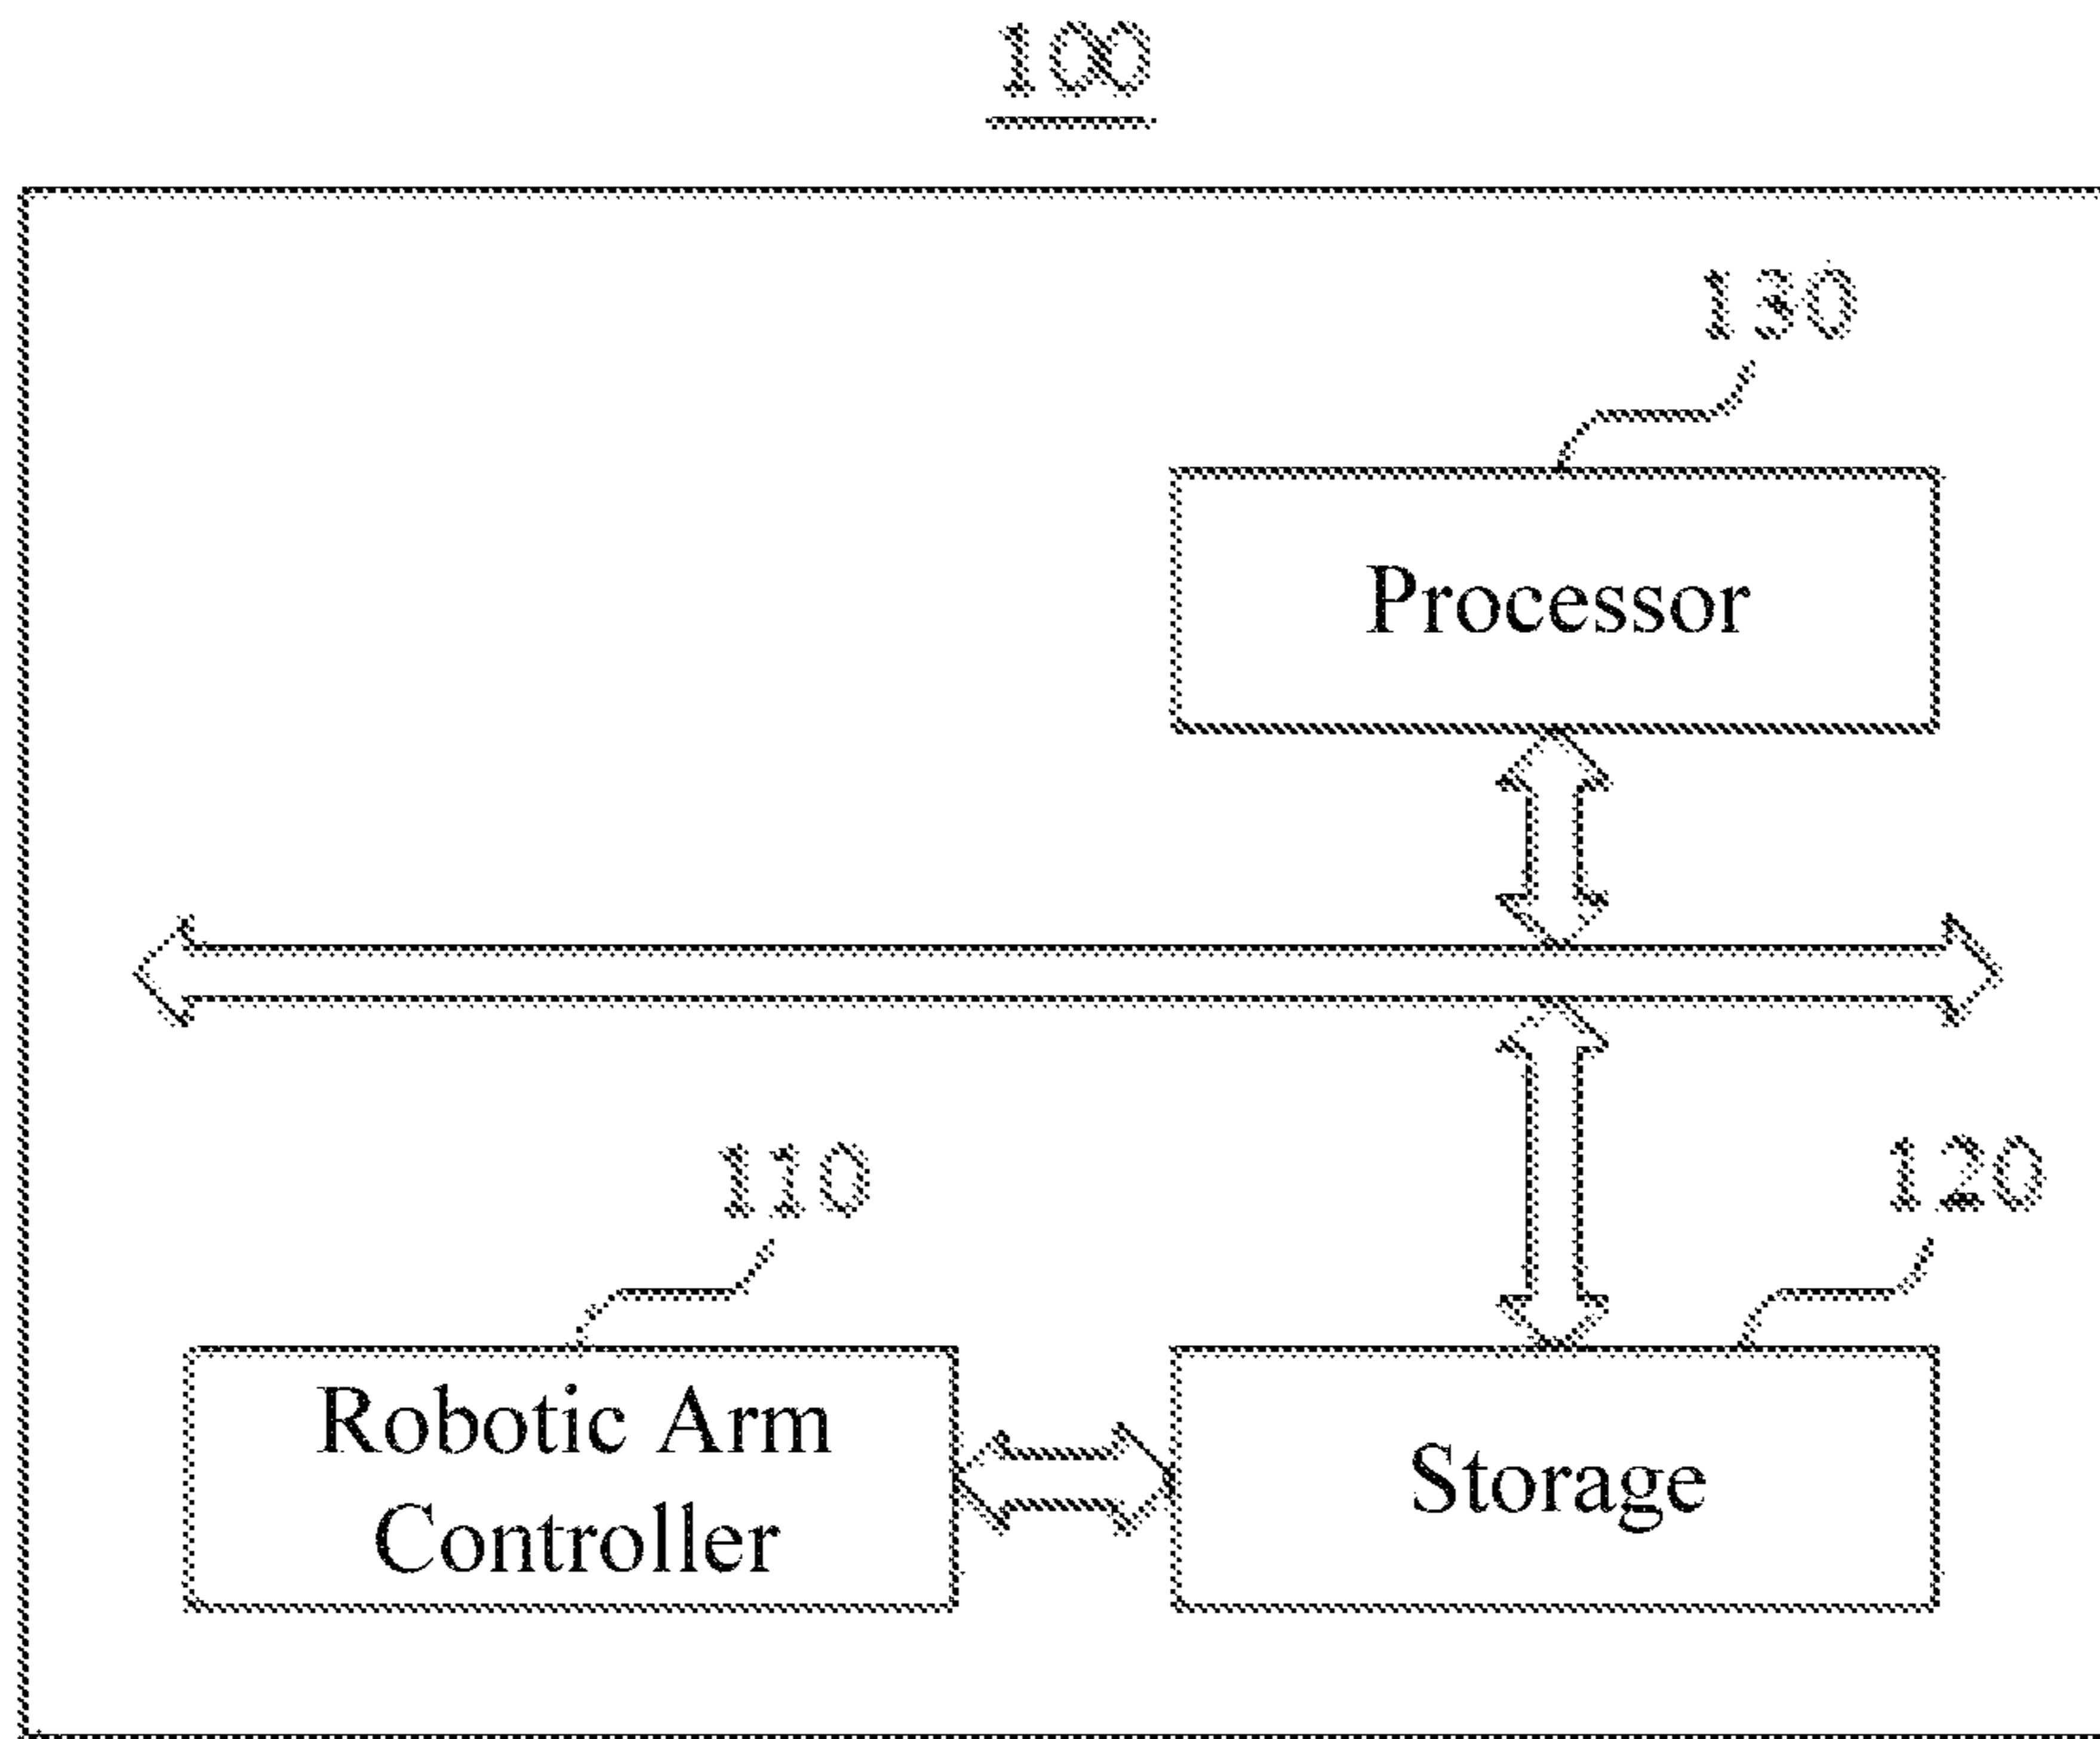 100
130
Processor
110
120
Robotic Arm
Controller
Storage